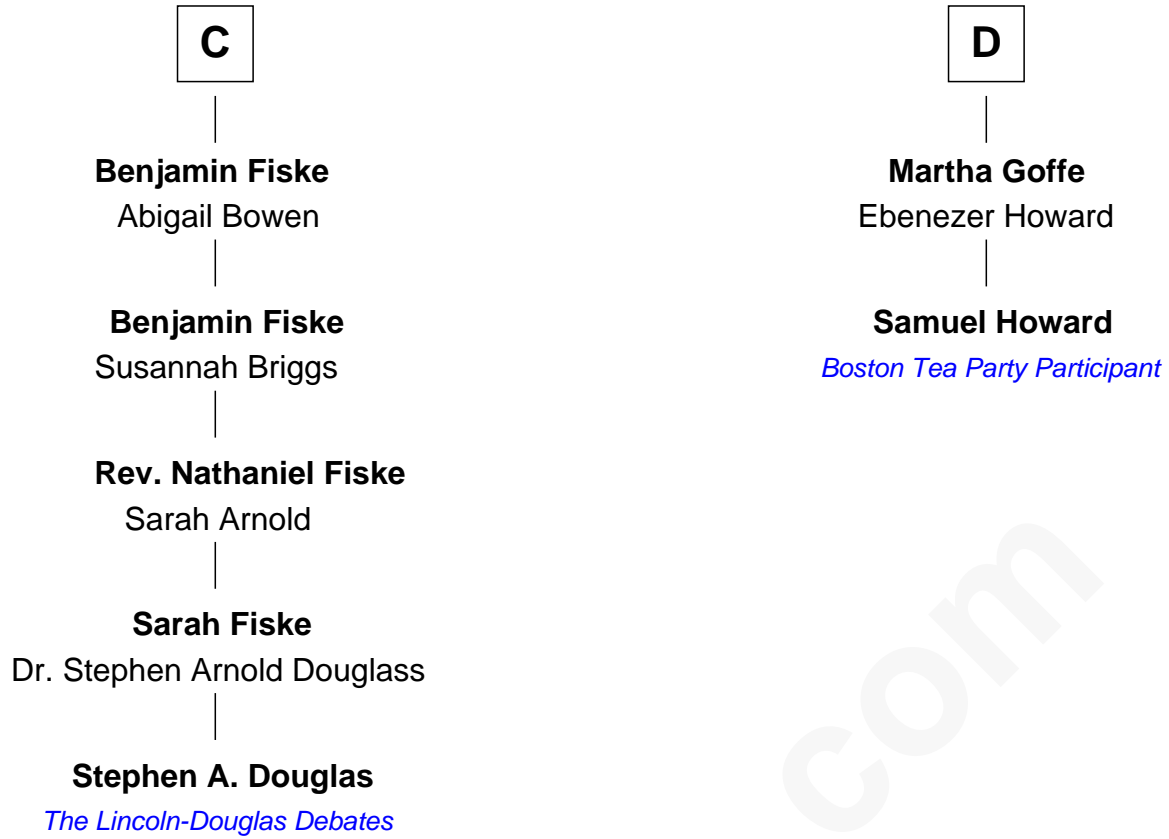 C
Benjamin Fiske
Abigail Bowen
Benjamin Fiske
Susannah Briggs
Rev. Nathaniel Fiske
Sarah Arnold
Sarah Fiske
Dr. Stephen Arnold Douglass
Stephen A. Douglas
The Lincoln-Douglas Debates
D
Martha Goffe
Ebenezer Howard
Samuel Howard
Boston Tea Party Participant
com